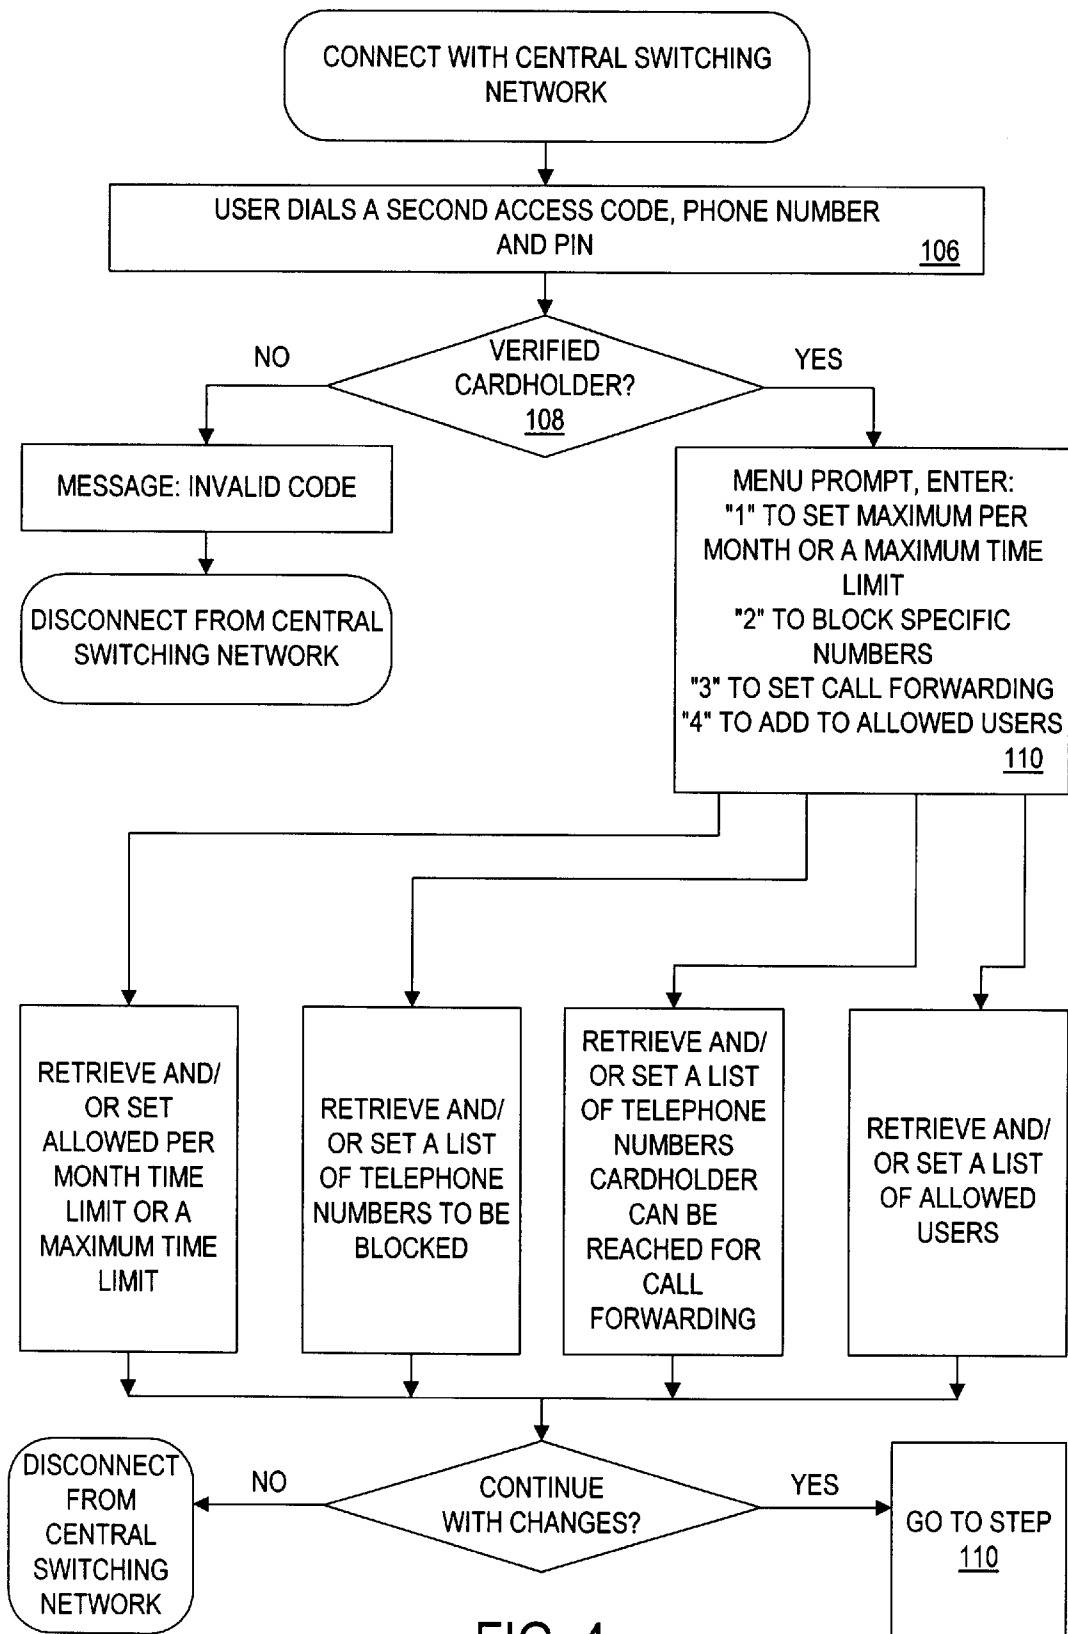 CONNECT WITH CENTRAL SWITCHING
NETWORK
USER DIALS A SECOND ACCESS CODE, PHONE NUMBER
AND PIN
106
NO
VERIFIED
CARDHOLDER?
108
YES
MESSAGE: INVALID CODE
DISCONNECT FROM CENTRAL
SWITCHING NETWORK
MENU PROMPT, ENTER:
"1" TO SET MAXIMUM PER
MONTH OR A MAXIMUM TIME
LIMIT
"2" TO BLOCK SPECIFIC
NUMBERS
"3" TO SET CALL FORWARDING
"4" TO ADD TO ALLOWED USERS
110
RETRIEVE AND/
OR SET
ALLOWED PER
MONTH TIME
LIMIT OR A
MAXIMUM TIME
LIMIT
RETRIEVE AND/
OR SET A LIST
OF TELEPHONE
NUMBERS TO BE
BLOCKED
RETRIEVE AND/
OR SET A LIST
OF TELEPHONE
NUMBERS
CARDHOLDER
CAN BE
REACHED FOR
CALL
FORWARDING
RETRIEVE AND/
OR SET A LIST
OF ALLOWED
USERS
DISCONNECT
FROM
CENTRAL
SWITCHING
NETWORK
NO
CONTINUE
WITH CHANGES?
YES
GO TO STEP
110
FIG. 4